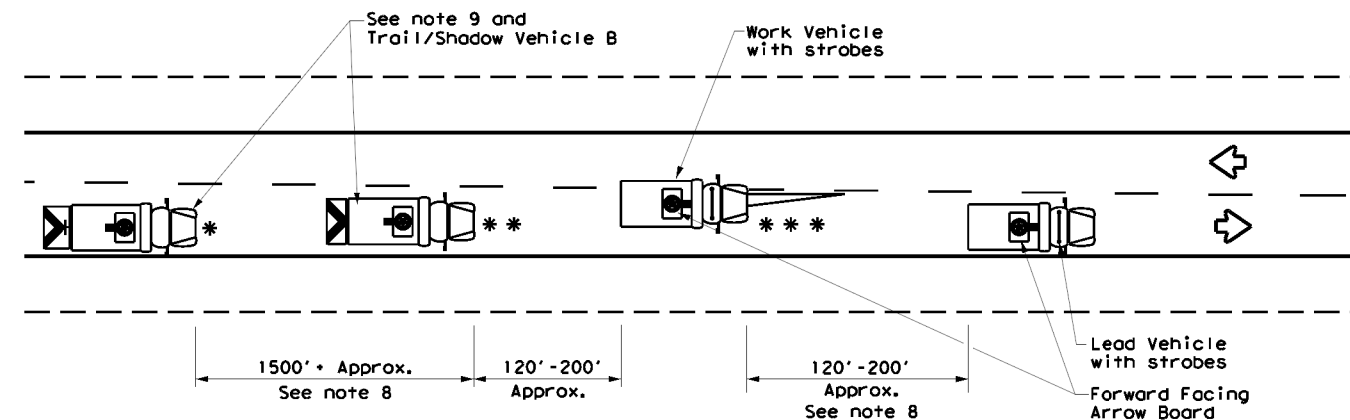 See note 9 and
Trail/Shadow Vehicle B
Work Vehicle
with strobes
*
* *
* * *
1500' + Approx.
See note 8
120'-200'
Approx.
120'-200'
Approx.
See note 8
Lead Vehicle
with strobes
Forward Facing
Arrow Board